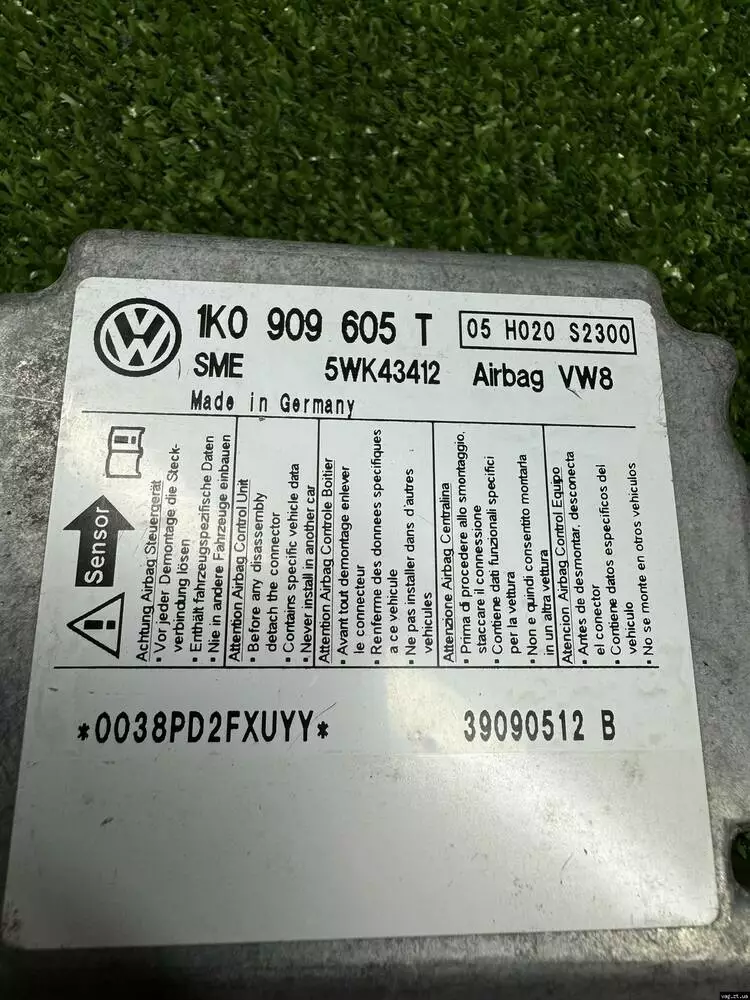 1K0 909 605 T
05 H020 S2300
SME
5WK43412
Airbag VW8
Made in Germany
Sensor
Achtung Airbag Steuergerät
• Vor jeder Demontage die Steck-
verbindung lösen
• Enthält fahrzeugspezifische Daten
• Nie in andere Fahrzeuge einbauen
Attention Airbag Control Unit
• Before any disassembly
detach the connector
• Contains specific vehicle data
• Never install in another car
Attention Airbag Controle Boitier
• Avant tout demontage enlever
le connecteur
• Renferme des donnees specifiques
a ce vehicule
• Ne pas installer dans d'autres
vehicules
Attenzione Airbag Centralina
• Prima di procedere allo smontaggio,
staccare il connessione
• Contiene dati funzionali specifici
per la vettura
• Non e quindi consentito montarla
in un altra vettura
Atencion Airbag Control Equipo
• Antes de desmontar, desconecta
el conector
• Contiene datos especificos del
vehiculo
• No se monte en otros vehiculos
*0038PD2FXUYY*
39090512 B
vag.zt.ua